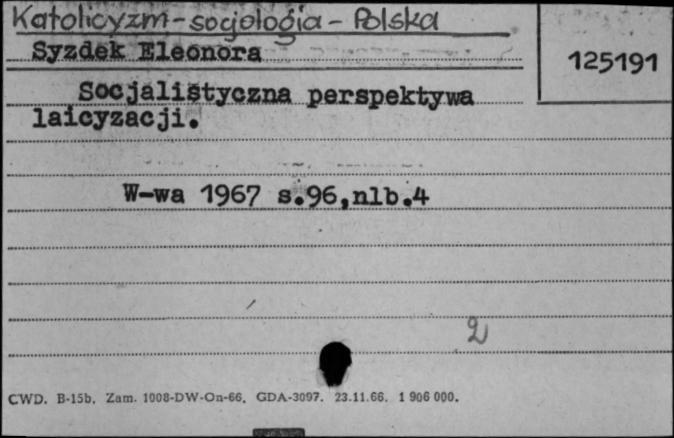 Katolicyzm - socjologia - Polska
Syzdek Eleonora
125191
Socjalistyczna perspektywa
laicyzacji.
W-wa 1967 s.96,nlb.4
2
CWD. B-15b. Zam. 1008-DW-On-66. GDA-3097. 23.11.66. 1 906 000.